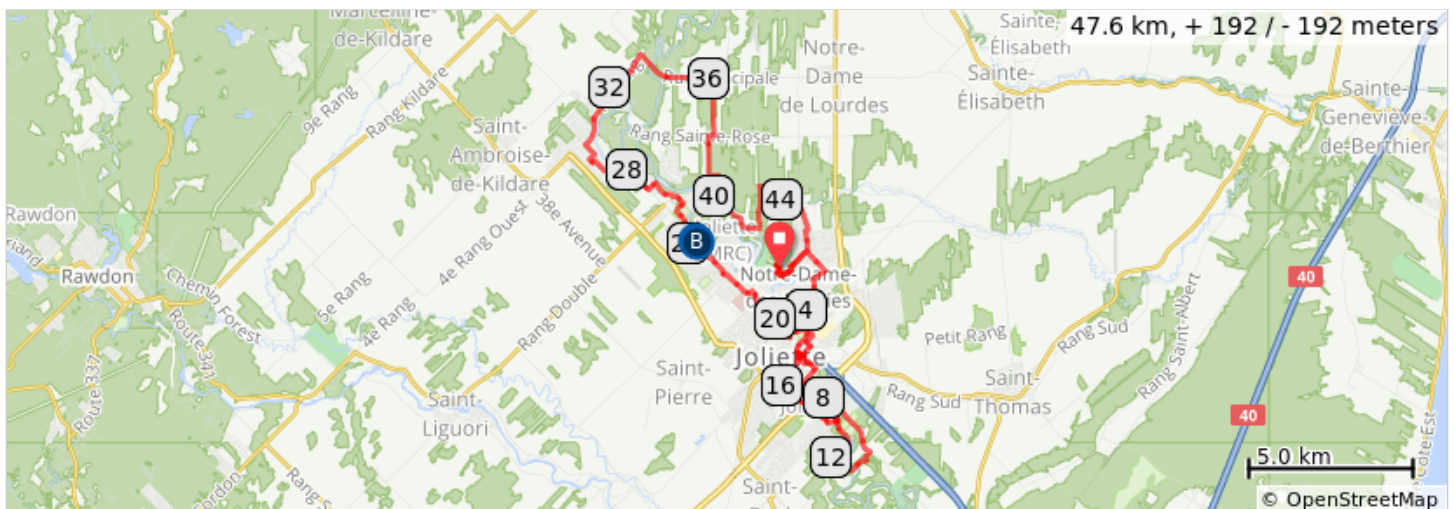 Marcelline-
de-Kildare
47.6 km, + 192 / - 192 meters
Sainte-
Élisabeth
Notre-
Dame
de Lourdes
Sainte-
Élisabeth
Sainte-
Geneviève-
de-Berthier
9e Rang
Rang Kildare
32
36
Saint-
Ambroise-
de-Kildare
Rang Sainte-Rose
28
40
44
Rawdon
Rawdon
4e Rang Ouest
38e Avenue
Joliette
(MRC)
B
Notre-Dame-
40
Chemin Forest
5e Rang
4e Rang
Rang Double
20
4
Petit Rang
Rang Sud
Rang Saint-Albert
Route 341
Route 337
Joliette
Saint-
Pierre
16
8
Rang Sud
Saint-
Thomas
40
Saint-
Liguori
12
5.0 km
Saint-
© OpenStreetMap